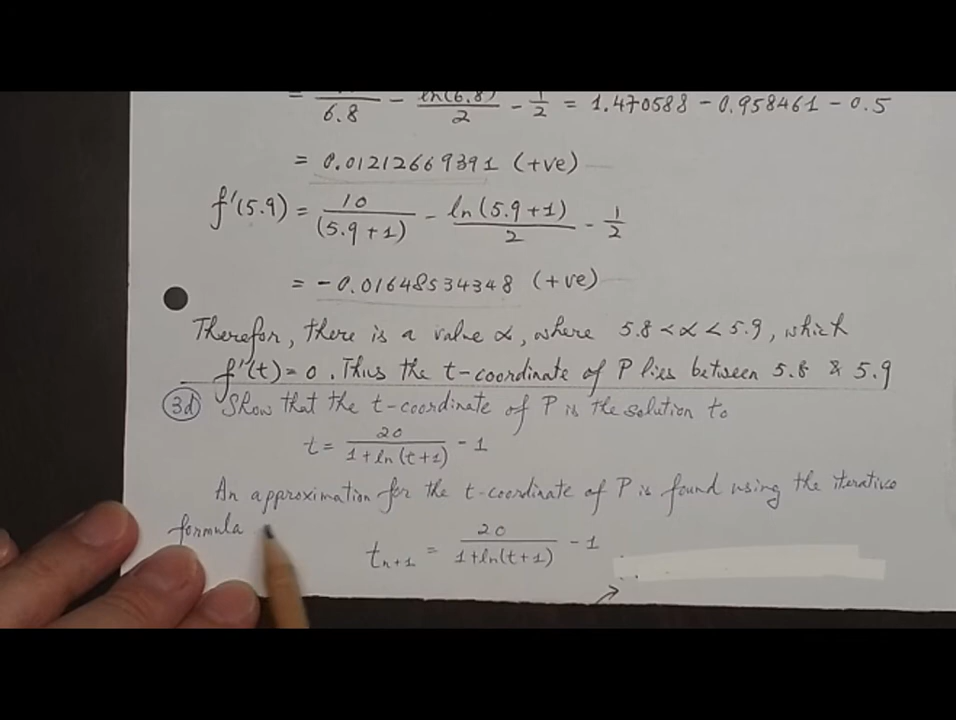 = 6.8 - ln(6.8)/2 - 1/2 = 1.470588 - 0.958461 - 0.5
= 0.01212669391 (+ve)
f'(5.9) = 10/(5.9+1) - ln(5.9+1)/2 - 1/2
= -0.01648534348 (+ve)
Therefor, there is a value α, where 5.8 < α < 5.9, which
f'(t) = 0. Thus the t-coordinate of P lies between 5.8 & 5.9
3d Show that the t-coordinate of P is the solution to
t = 20/(1+ln(t+1)) - 1
An approximation for the t-coordinate of P is found using the iterative
formula
tn+1 = 20/(1+ln(t+1)) - 1